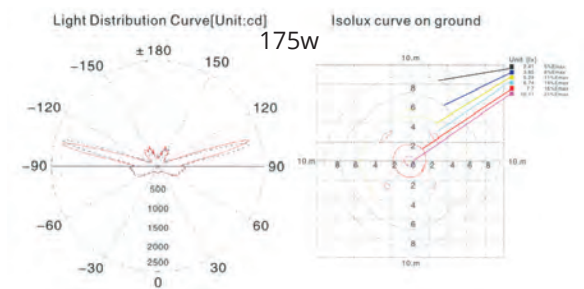 Light Distribution Curve[Unit:cd]
Isolux curve on ground
175w
±180
-150
150
-120
120
-90
90
-60
60
-30
30
0
500
1000
1500
2000
2500
Unit (lx)
10.m
8
6
4
2
10.m
8 6 4 2 0 2 4 6 8
10.m
2
4
6
8
10.m